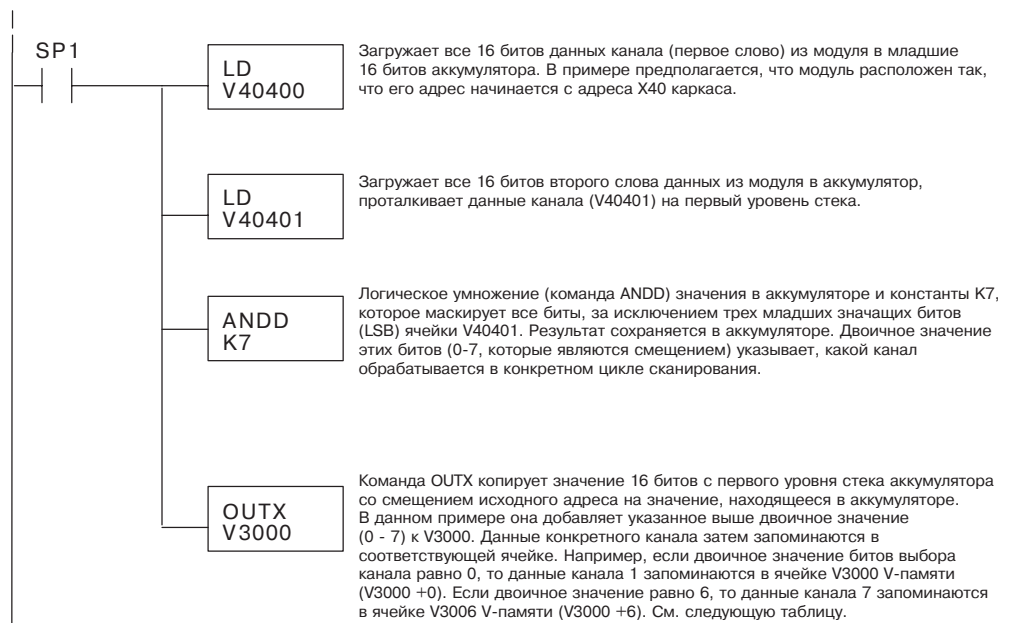 SP1
LD
V40400
Загружает все 16 битов данных канала (первое слово) из модуля в младшие
16 битов аккумулятора. В примере предполагается, что модуль расположен так,
что его адрес начинается с адреса X40 каркаса.
LD
V40401
Загружает все 16 битов второго слова данных из модуля в аккумулятор,
проталкивает данные канала (V40401) на первый уровень стека.
ANDD
K7
Логическое умножение (команда ANDD) значения в аккумуляторе и константы K7,
которое маскирует все биты, за исключением трех младших значащих битов
(LSB) ячейки V40401. Результат сохраняется в аккумуляторе. Двоичное значение
этих битов (0-7, которые являются смещением) указывает, какой канал
обрабатывается в конкретном цикле сканирования.
OUTX
V3000
Команда OUTX копирует значение 16 битов с первого уровня стека аккумулятора
со смещением исходного адреса на значение, находящееся в аккумуляторе.
В данном примере она добавляет указанное выше двоичное значение
(0 - 7) к V3000. Данные конкретного канала затем запоминаются в
соответствующей ячейке. Например, если двоичное значение битов выбора
канала равно 0, то данные канала 1 запоминаются в ячейке V3000 V-памяти
(V3000 +0). Если двоичное значение равно 6, то данные канала 7 запоминаются
в ячейке V3006 V-памяти (V3000 +6). См. следующую таблицу.